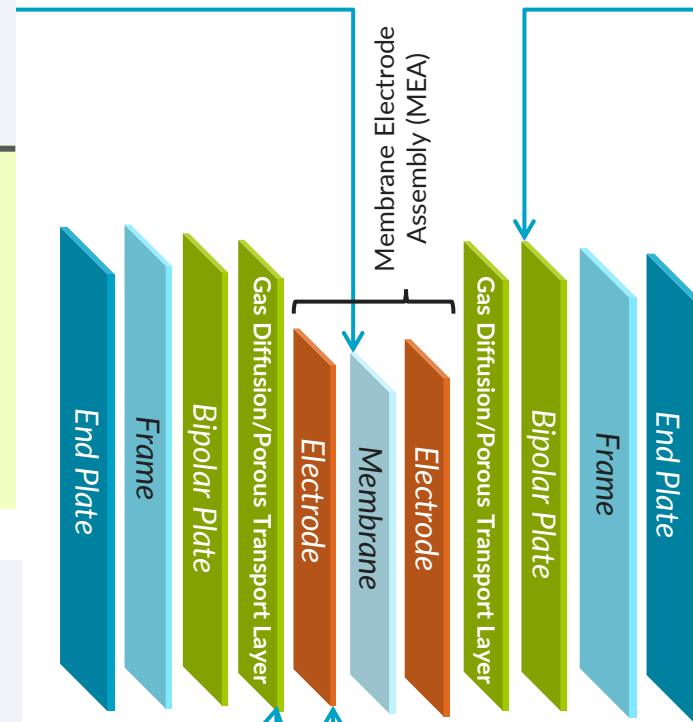 Membrane Electrode
Assembly (MEA)
End Plate
Frame
Bipolar Plate
Gas Diffusion/Porous Transport Layer
Electrode
Membrane
Electrode
Gas Diffusion/Porous Transport Layer
Bipolar Plate
Frame
End Plate